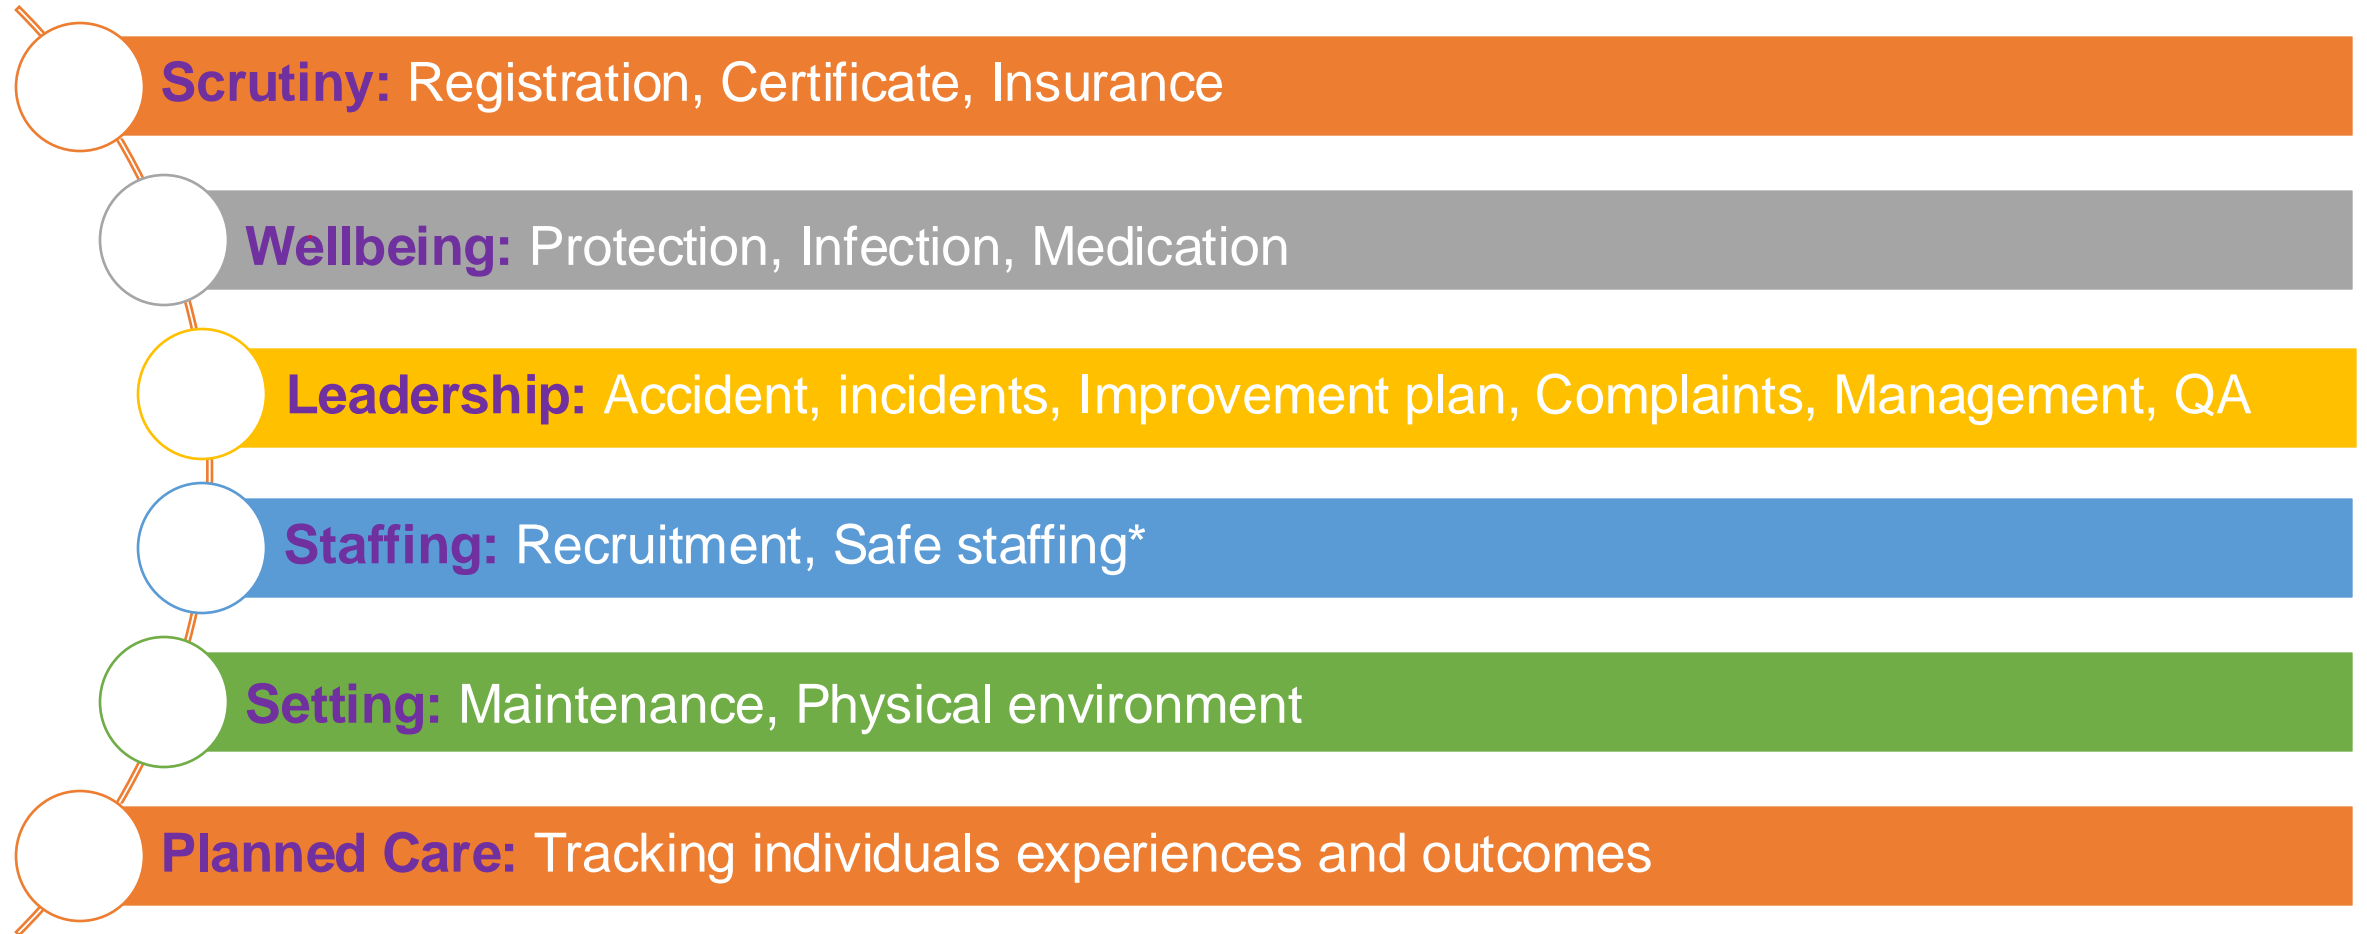 Scrutiny: Registration, Certificate, Insurance
Wellbeing: Protection, Infection, Medication
Leadership: Accident, incidents, Improvement plan, Complaints, Management, QA
Staffing: Recruitment, Safe staffing*
Setting: Maintenance, Physical environment
Planned Care: Tracking individuals experiences and outcomes